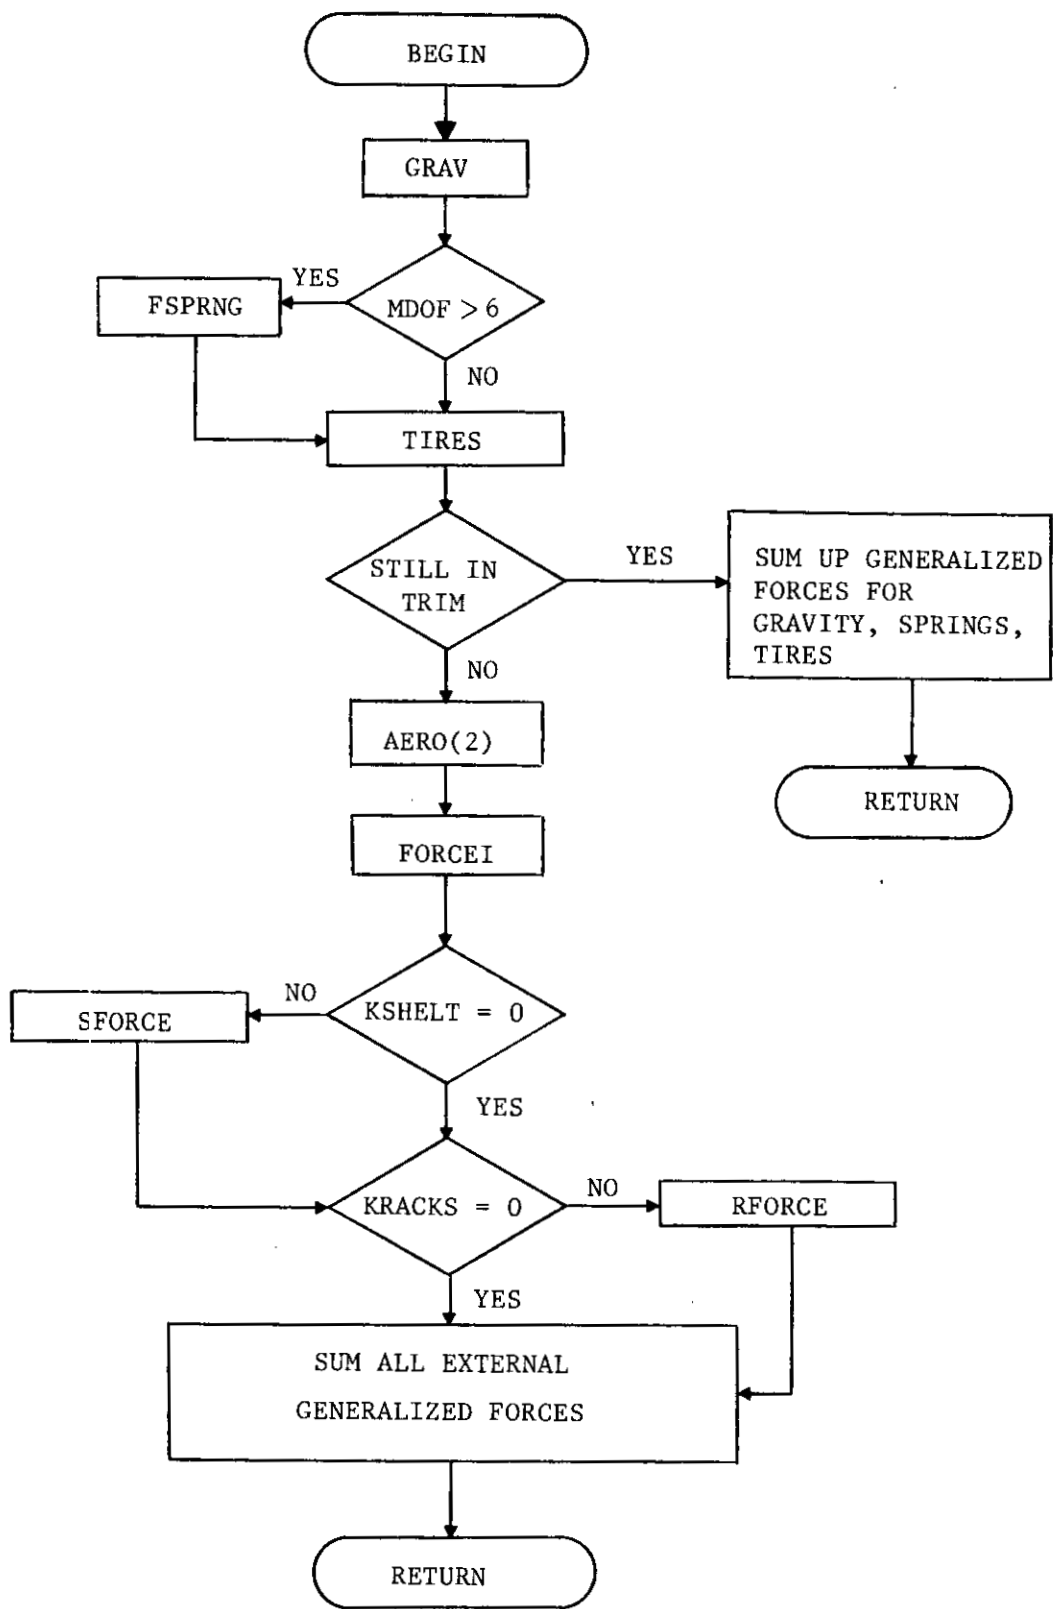 BEGIN
GRAV
YES
FSPRNG
MDOF > 6
NO
TIRES
STILL IN
TRIM
YES
SUM UP GENERALIZED
FORCES FOR
GRAVITY, SPRINGS,
TIRES
NO
AERO(2)
RETURN
FORCEI
NO
SFORCE
KSHELT = 0
YES
KRACKS = 0
NO
RFORCE
YES
SUM ALL EXTERNAL
GENERALIZED FORCES
RETURN